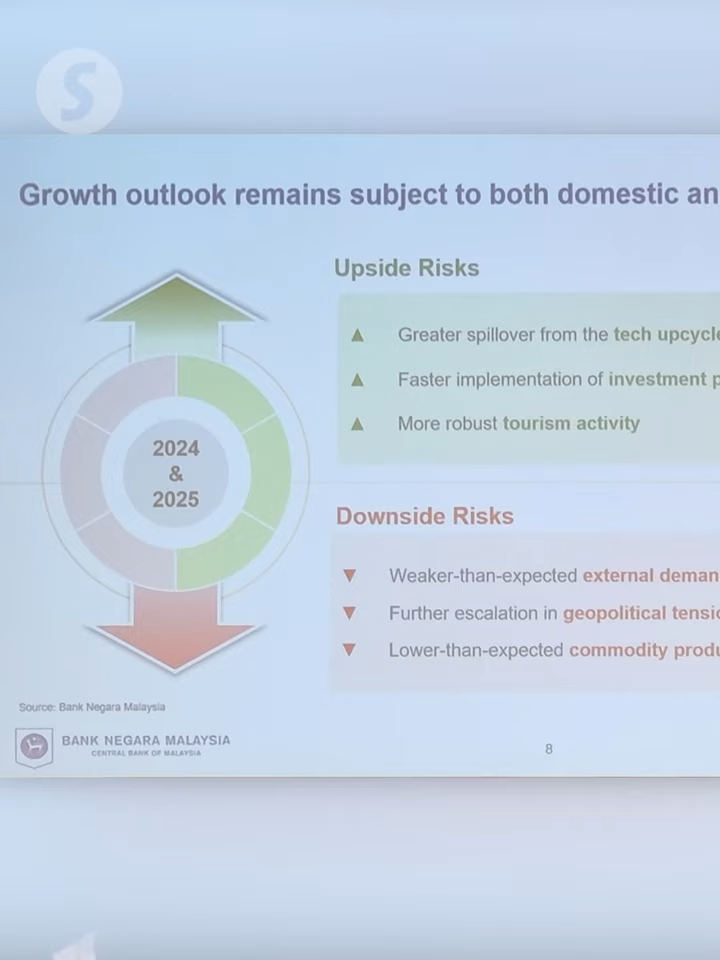 S
Growth outlook remains subject to both domestic an
Upside Risks
▲ Greater spillover from the tech upcycle
▲ Faster implementation of investment p
▲ More robust tourism activity
2024
&
2025
Downside Risks
▼ Weaker-than-expected external deman
▼ Further escalation in geopolitical tensio
▼ Lower-than-expected commodity produ
Source: Bank Negara Malaysia
BANK NEGARA MALAYSIA
CENTRAL BANK OF MALAYSIA
8